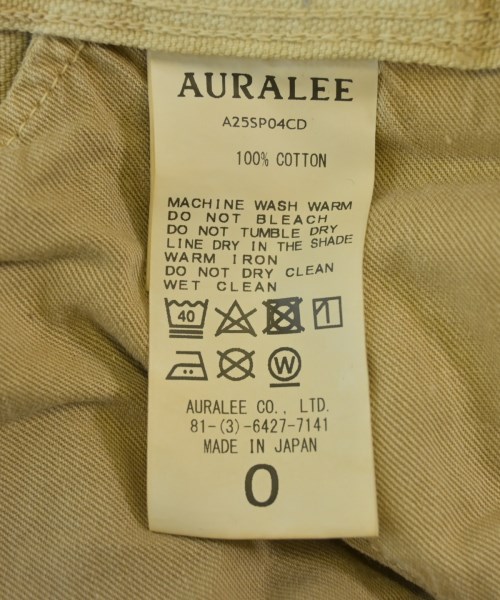 AURALEE
A25SP04CD
100% COTTON
MACHINE WASH WARM
DO NOT BLEACH
DO NOT TUMBLE DRY
LINE DRY IN THE SHADE
WARM IRON
DO NOT DRY CLEAN
WET CLEAN
40
W
AURALEE CO., LTD.
81-(3)-6427-7141
MADE IN JAPAN
0